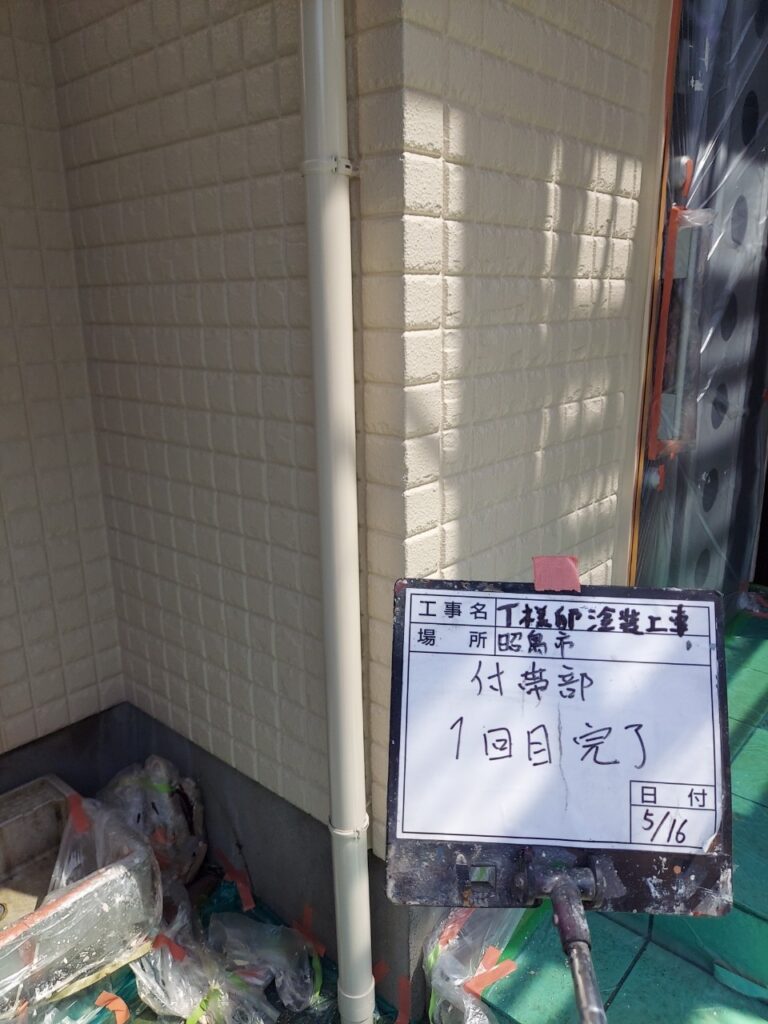 工事名 T様邸塗装工事
場所 昭島市
付帯部
1回目完了
日付
5/16